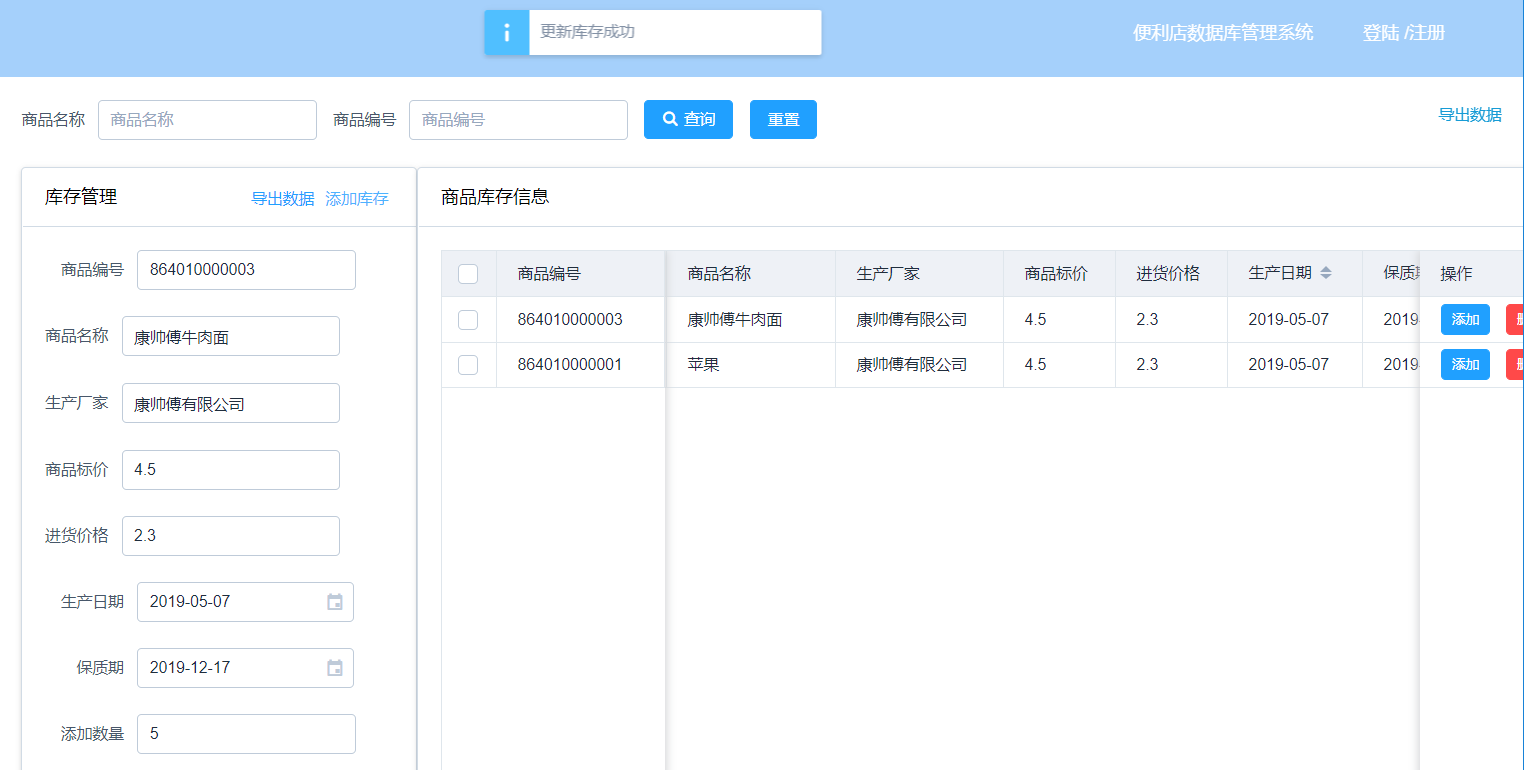 更新库存成功
便利店数据库管理系统 登陆 /注册
商品名称 商品名称 商品编号 商品编号 查询 重置 导出数据
库存管理 导出数据 添加库存
商品编号 864010000003
商品名称 康帅傅牛肉面
生产厂家 康帅傅有限公司
商品标价 4.5
进货价格 2.3
生产日期 2019-05-07
保质期 2019-12-17
添加数量 5
商品库存信息
商品编号 商品名称 生产厂家 商品标价 进货价格 生产日期 保质 操作
864010000003 康帅傅牛肉面 康帅傅有限公司 4.5 2.3 2019-05-07 2019 添加
864010000001 苹果 康帅傅有限公司 4.5 2.3 2019-05-07 2019 添加